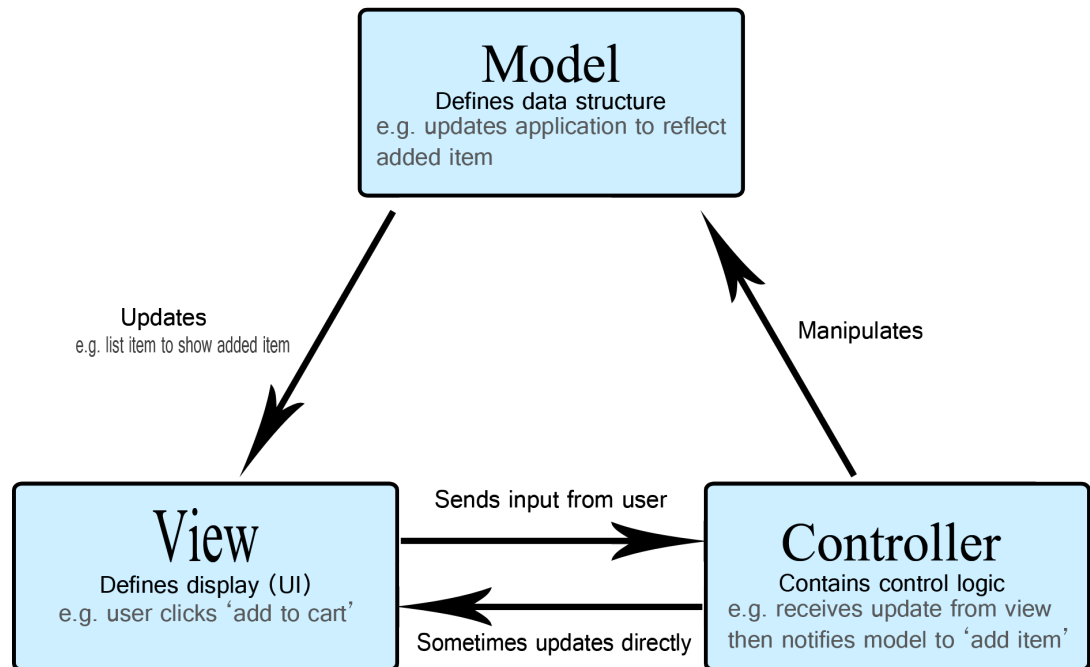 Model
Defines data structure
e.g. updates application to reflect
added item
Updates
e.g. list item to show added item
Manipulates
View
Defines display (UI)
e.g. user clicks ‘add to cart’
Sends input from user
Sometimes updates directly
Controller
Contains control logic
e.g. receives update from view
then notifies model to ‘add item’